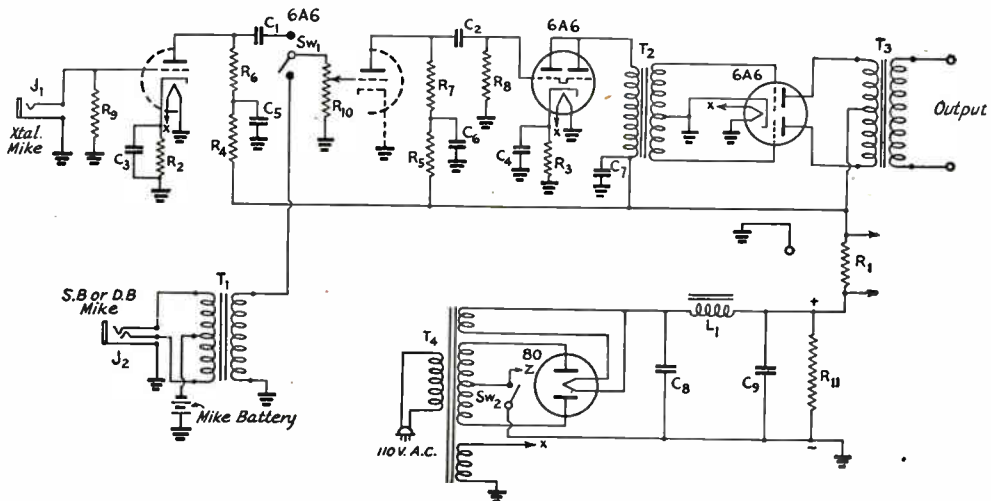 C1
6A6
Sw1
C2
6A6
T2
6A6
T3
J1
Xtal.
Mike
R9
C3
R2
X
R6
C5
R4
R10
R7
C6
R5
R8
C4
X
R3
C7
X
Output
R1
S.B or D.B
Mike
J2
T1
Mike Battery
T4
110 V. A.C.
80
Z
Sw2
X
L1
C8
C9
+
R11
-